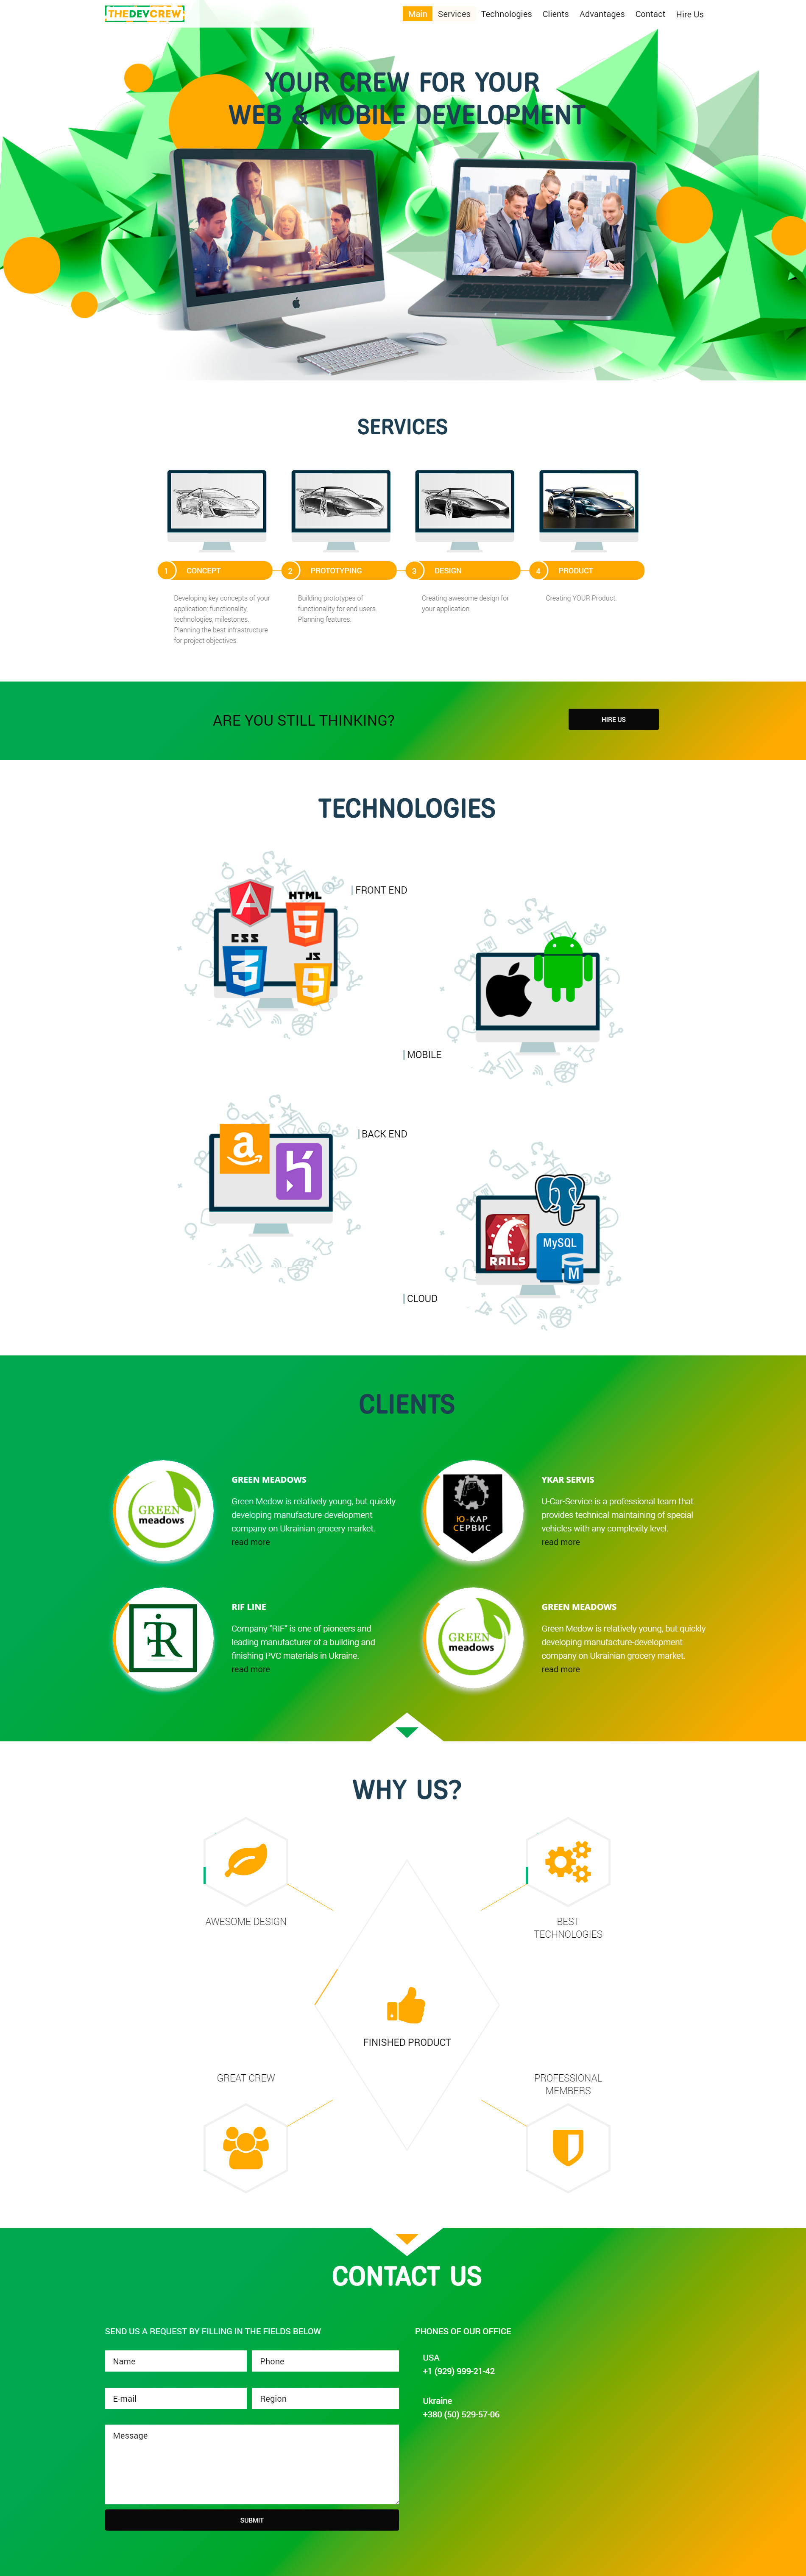 THEDEVCREW
Main Services Technologies Clients Advantages Contact Hire Us
YOUR CREW FOR YOUR
WEB & MOBILE DEVELOPMENT
SERVICES
1 CONCEPT
Developing key concepts of your
application: functionality,
technologies, milestones.
Planning the best infrastructure
for project objectives.
2 PROTOTYPING
Building prototypes of
functionality for end users.
Planning features.
3 DESIGN
Creating awesome design for
your application.
4 PRODUCT
Creating YOUR Product.
ARE YOU STILL THINKING?
HIRE US
TECHNOLOGIES
HTML
5
CSS
3
JS
5
A
FRONT END
MOBILE
a
BACK END
RAILS
MySQL
M
CLOUD
CLIENTS
GREEN
meadows
GREEN MEADOWS
Green Medow is relatively young, but quickly
developing manufacture-development
company on Ukrainian grocery market.
read more
Ю-КАР
СЕРВИС
YKAR SERVIS
U-Car-Service is a professional team that
provides technical maintaining of special
vehicles with any complexity level.
read more
RIF LINE
Company “RIF” is one of pioneers and
leading manufacturer of a building and
finishing PVC materials in Ukraine.
read more
GREEN
meadows
GREEN MEADOWS
Green Medow is relatively young, but quickly
developing manufacture-development
company on Ukrainian grocery market.
read more
WHY US?
AWESOME DESIGN
BEST
TECHNOLOGIES
FINISHED PRODUCT
GREAT CREW
PROFESSIONAL
MEMBERS
CONTACT US
SEND US A REQUEST BY FILLING IN THE FIELDS BELOW
Name
Phone
E-mail
Region
Message
SUBMIT
PHONES OF OUR OFFICE
USA
+1 (929) 999-21-42
Ukraine
+380 (50) 529-57-06